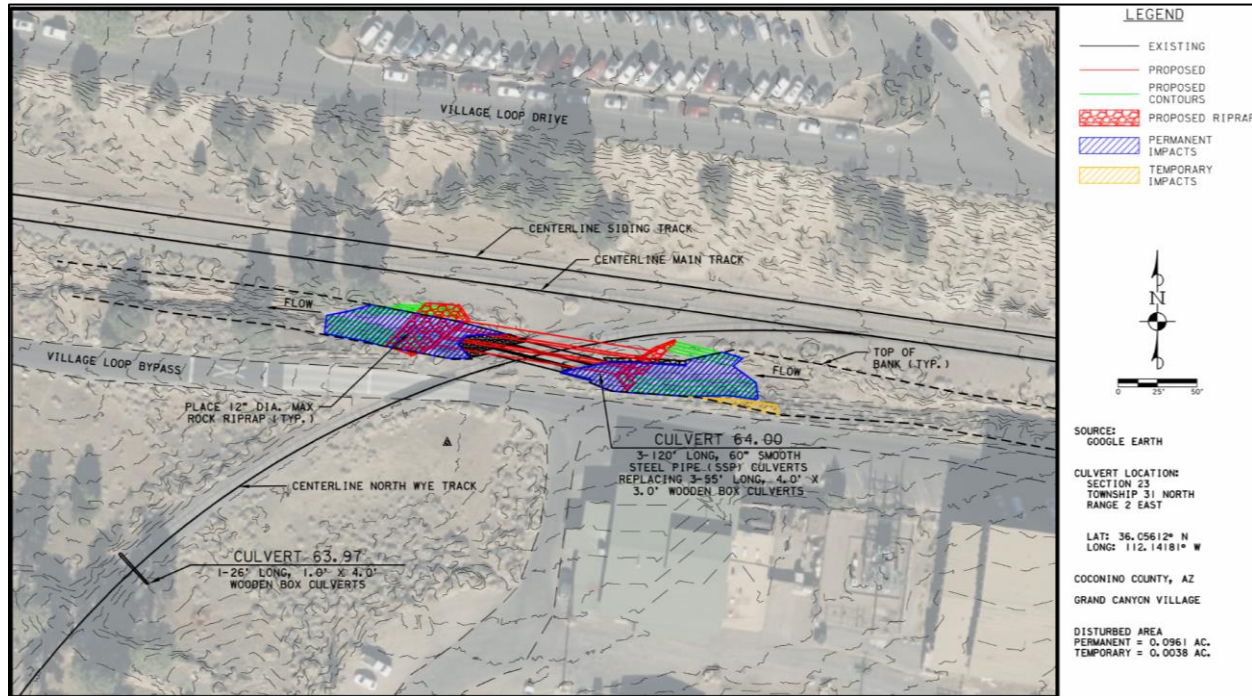 VILLAGE LOOP DRIVE
CENTERLINE SIDING TRACK
CENTERLINE MAIN TRACK
FLOW
VILLAGE LOOP BYPASS
TOP OF
BANK (TYP.)
FLOW
PLACE 12" DIA. MAX
ROCK RIPRAP (TYP.)
CULVERT 64.00
3-120' LONG, 60" SMOOTH
STEEL PIPE (SSP) CULVERTS
REPLACING 3-55' LONG, 4.0' X
3.0' WOODEN BOX CULVERTS
CENTERLINE NORTH WYE TRACK
CULVERT 63.97
1-26' LONG, 1.0' X 4.0'
WOODEN BOX CULVERTS
LEGEND
EXISTING
PROPOSED
PROPOSED
CONTOURS
PROPOSED RIPRAP
PERMANENT
IMPACTS
TEMPORARY
IMPACTS
N
0 25' 50'
SOURCE:
GOOGLE EARTH
CULVERT LOCATION:
SECTION 23
TOWNSHIP 31 NORTH
RANGE 2 EAST
LAT: 36.05612° N
LONG: 112.14181° W
COCONINO COUNTY, AZ
GRAND CANYON VILLAGE
DISTURBED AREA
PERMANENT = 0.0961 AC.
TEMPORARY = 0.0038 AC.